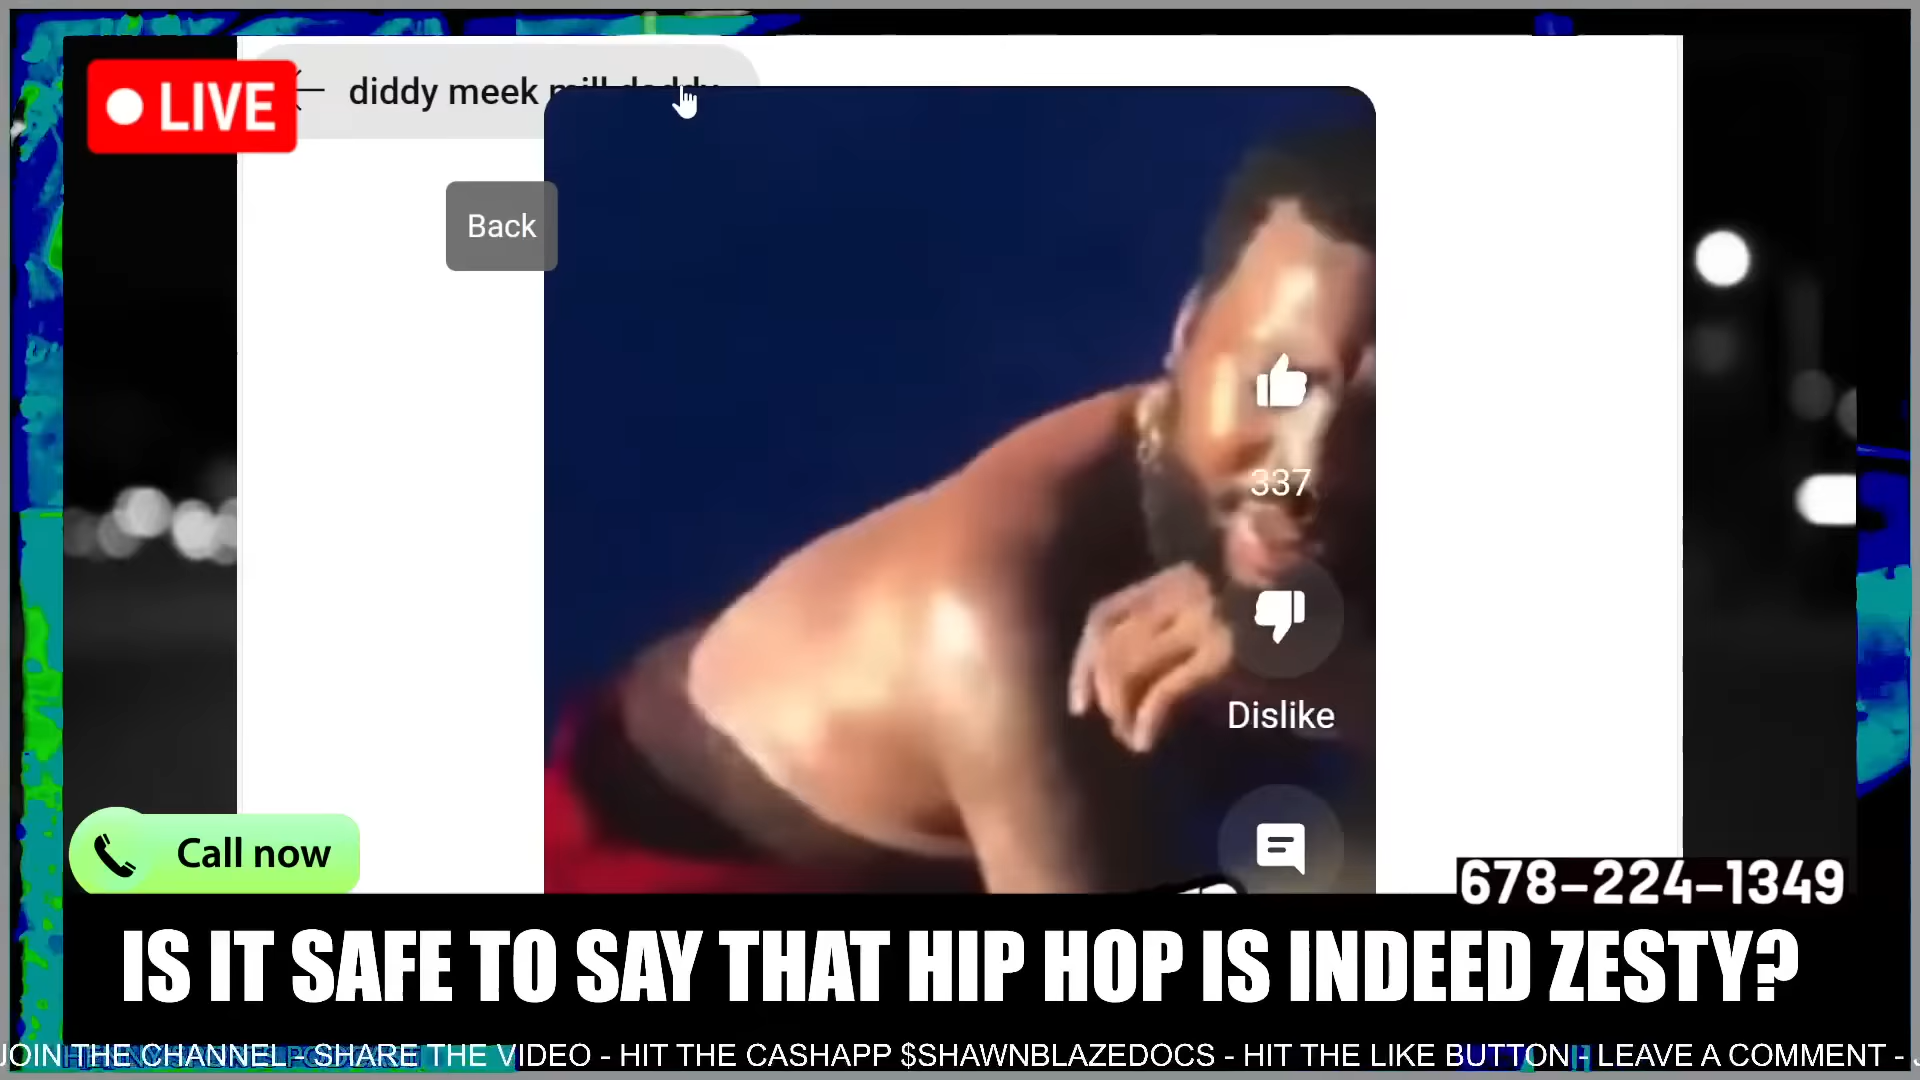 LIVE
diddy meek mill daddy
Back
337
Dislike
Call now
678-224-1349
IS IT SAFE TO SAY THAT HIP HOP IS INDEED ZESTY?
JOIN THE CHANNEL - SHARE THE VIDEO - HIT THE CASHAPP $SHAWNBLAZEDOCS - HIT THE LIKE BUTTON - LEAVE A COMMENT -